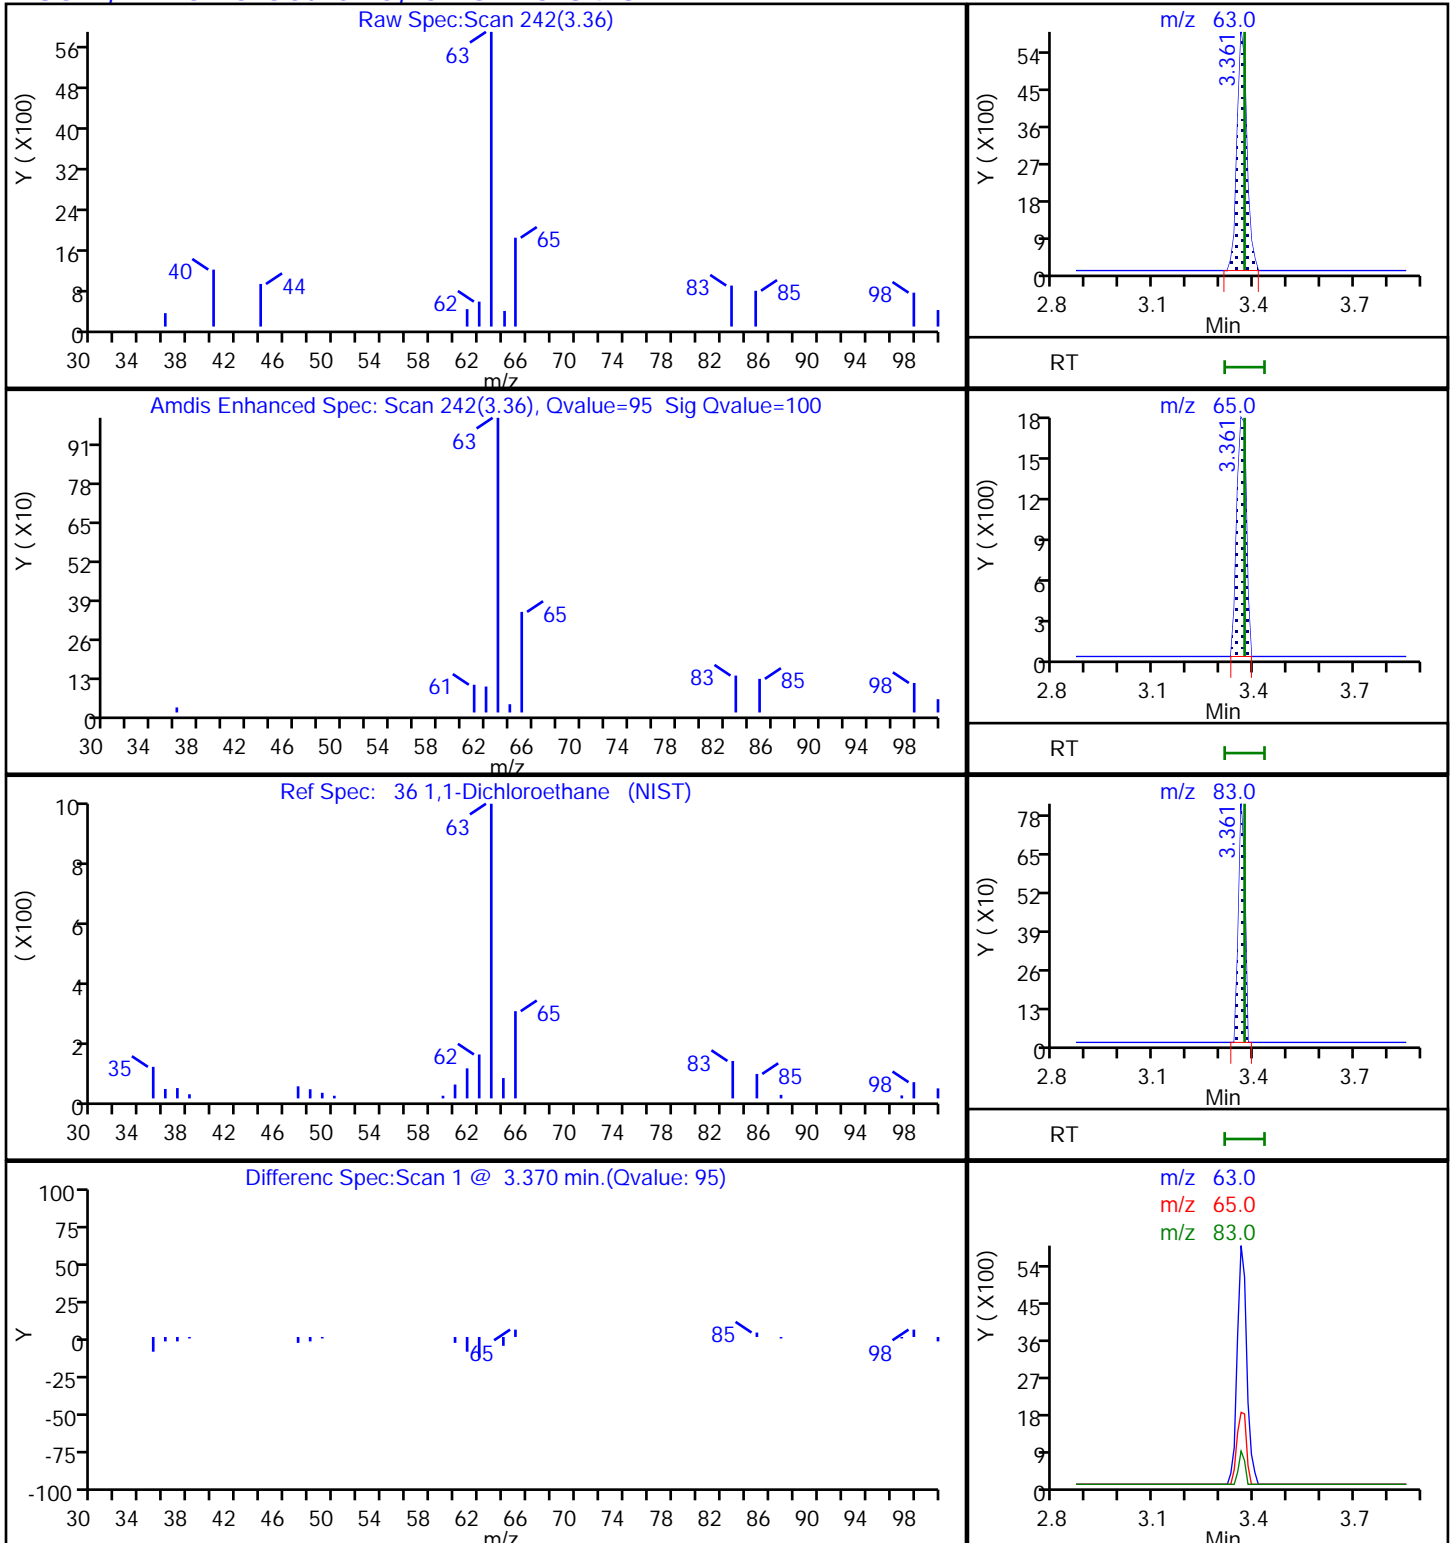 Raw Spec:Scan 242(3.36)
Y ( X100)
56
48
40
32
24
16
8
0
63
40
44
62
65
83
85
98
30 34 38 42 46 50 54 58 62 66 70 74 78 82 86 90 94 98
m/z
m/z 63.0
Y ( X100)
54
45
36
27
18
9
0
3.361
2.8 3.1 3.4 3.7
Min
RT
Amdis Enhanced Spec: Scan 242(3.36), Qvalue=95 Sig Qvalue=100
Y ( X10)
91
78
65
52
39
26
13
0
63
61
65
83
85
98
30 34 38 42 46 50 54 58 62 66 70 74 78 82 86 90 94 98
m/z
m/z 65.0
Y ( X100)
18
15
12
9
6
3
0
3.361
2.8 3.1 3.4 3.7
Min
RT
Ref Spec: 36 1,1-Dichloroethane (NIST)
( X100)
10
8
6
4
2
0
63
35
62
65
83
85
98
30 34 38 42 46 50 54 58 62 66 70 74 78 82 86 90 94 98
m/z 83.0
Y ( X10)
78
65
52
39
26
13
0
3.361
2.8 3.1 3.4 3.7
Min
RT
Differenc Spec:Scan 1 @ 3.370 min.(Qvalue: 95)
Y
100
75
50
25
0
-25
-50
-75
-100
65
85
98
30 34 38 42 46 50 54 58 62 66 70 74 78 82 86 90 94 98
m/z
m/z 63.0
m/z 65.0
m/z 83.0
Y ( X100)
54
45
36
27
18
9
0
2.8 3.1 3.4 3.7
Min